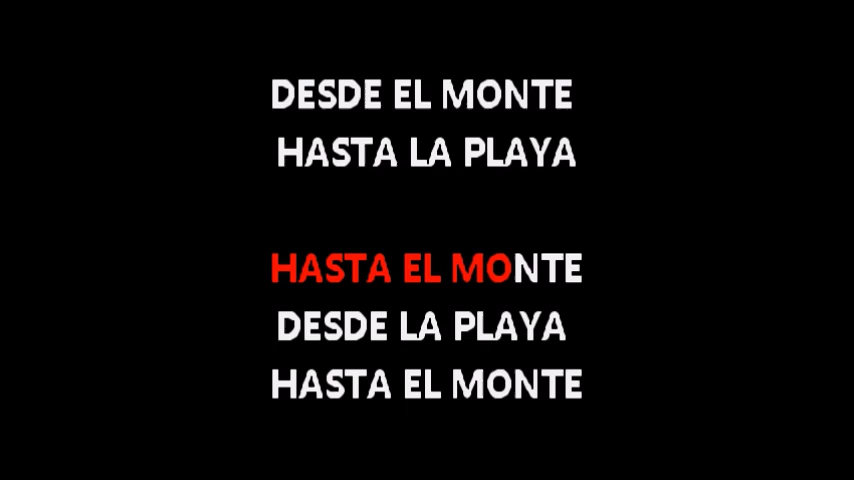 DESDE EL MONTE
HASTA LA PLAYA
HASTA EL MONTE
DESDE LA PLAYA
HASTA EL MONTE